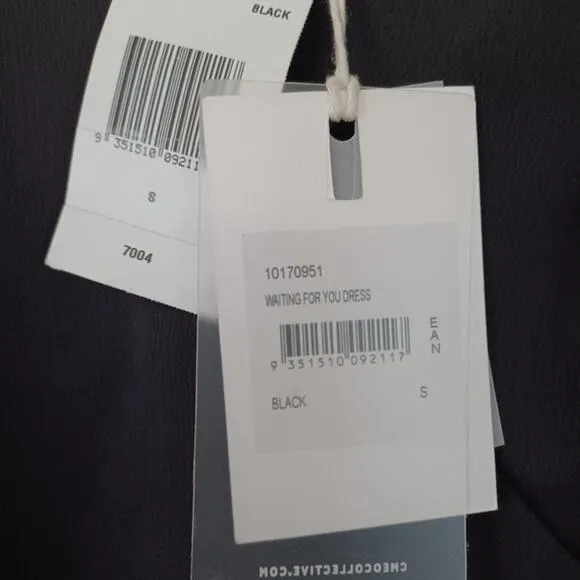 BLACK
9 351510 09211
S
7004
10170951
WAITING FOR YOU DRESS
9 351510 092117
EAN
BLACK S
CMEOCOLLECTIVE.COM